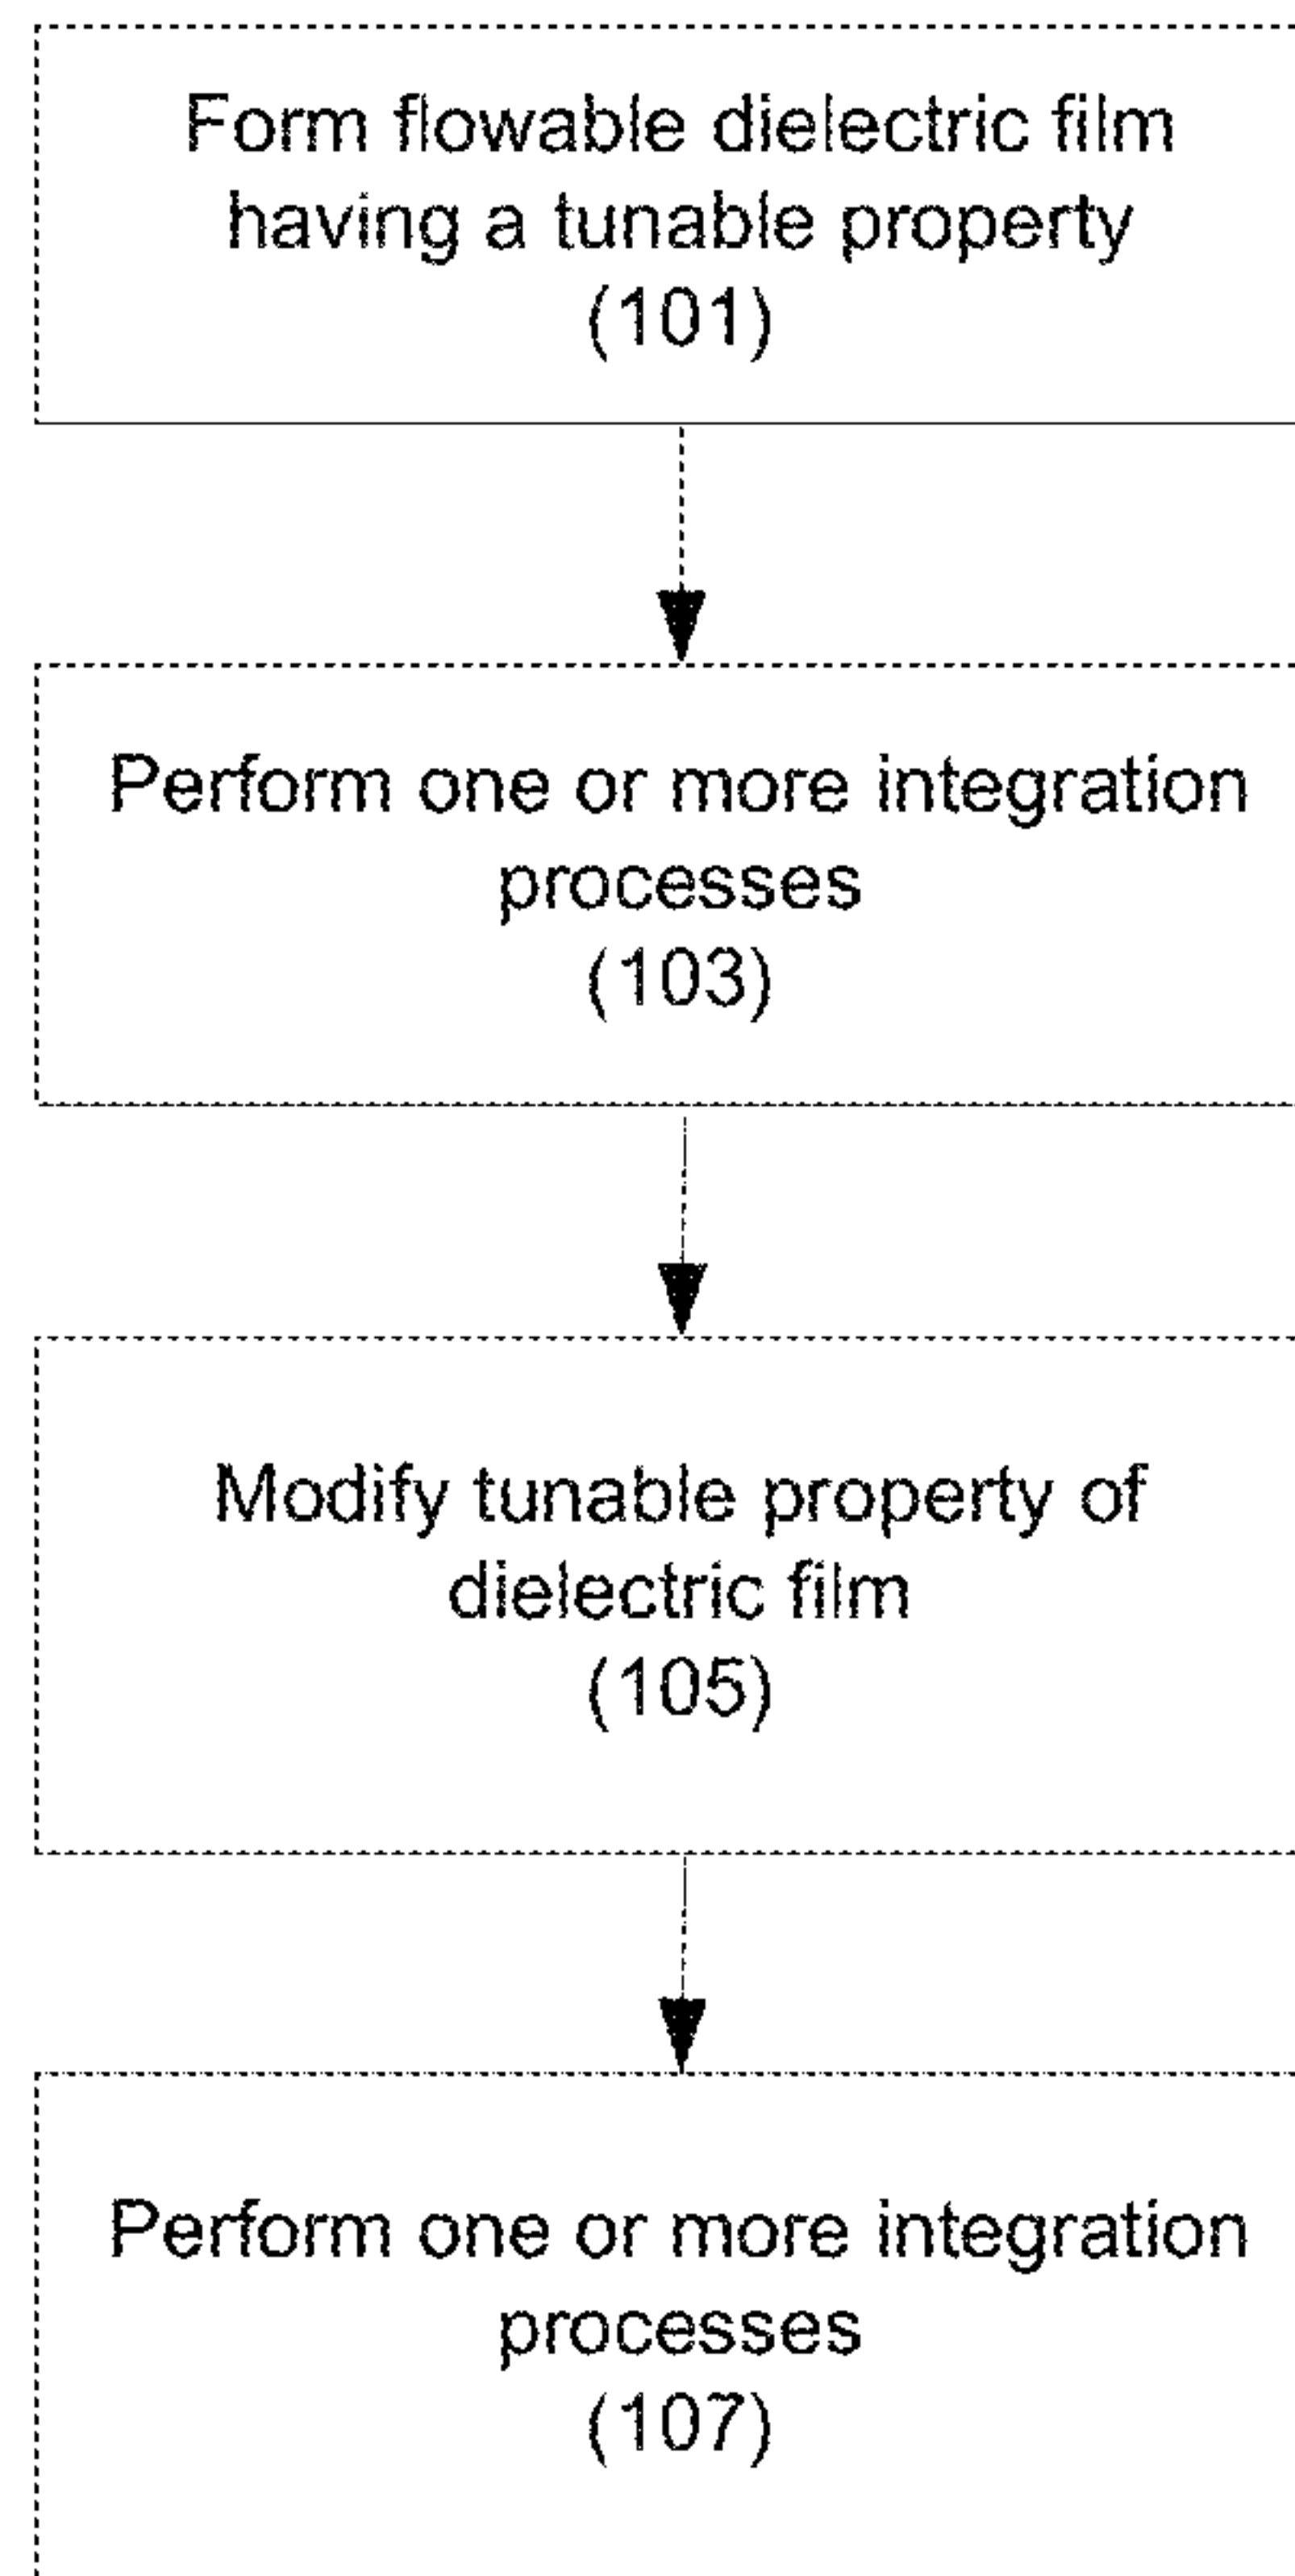 Form flowable dielectric film
having a tunable property
(101)
Perform one or more integration
processes
(103)
Modify tunable property of
dielectric film
(105)
Perform one or more integration
processes
(107)